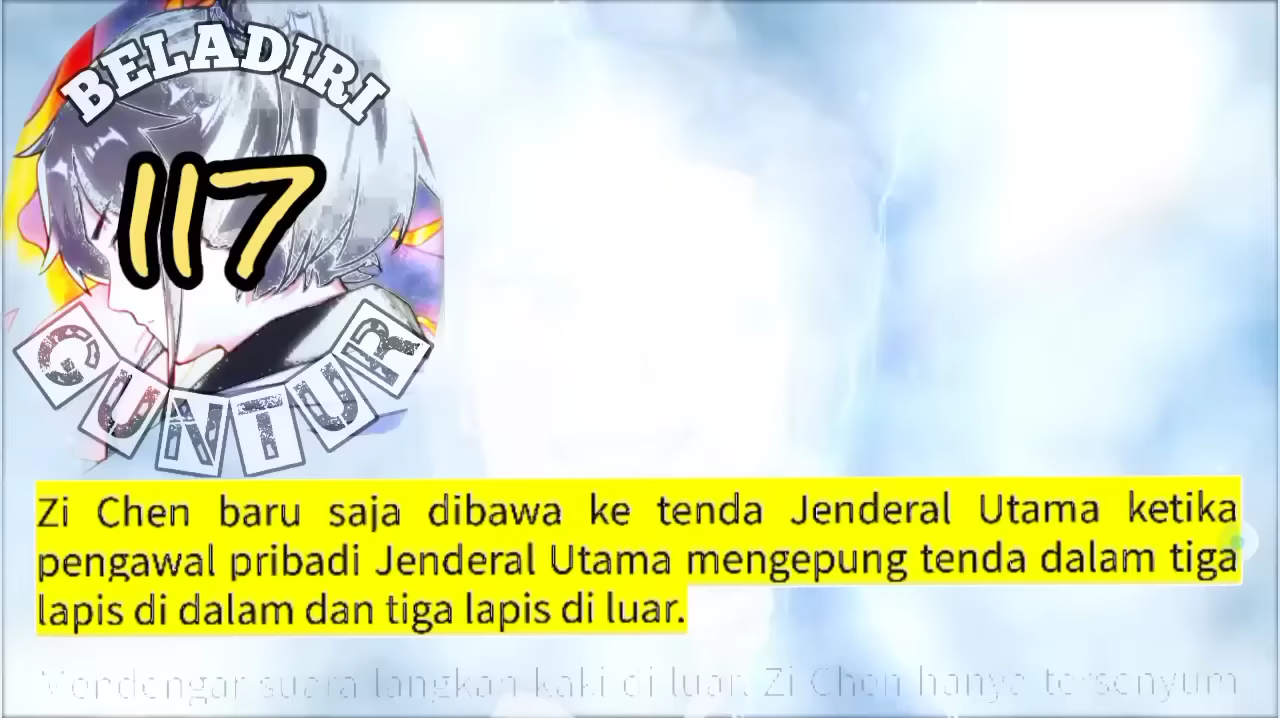 BELADIRI
117
GUNTUR
Zi Chen baru saja dibawa ke tenda Jenderal Utama ketika
pengawal pribadi Jenderal Utama mengepung tenda dalam tiga
lapis di dalam dan tiga lapis di luar.
Mendengar suara langkah kaki di luar. Zi Chen hanya tersenyum